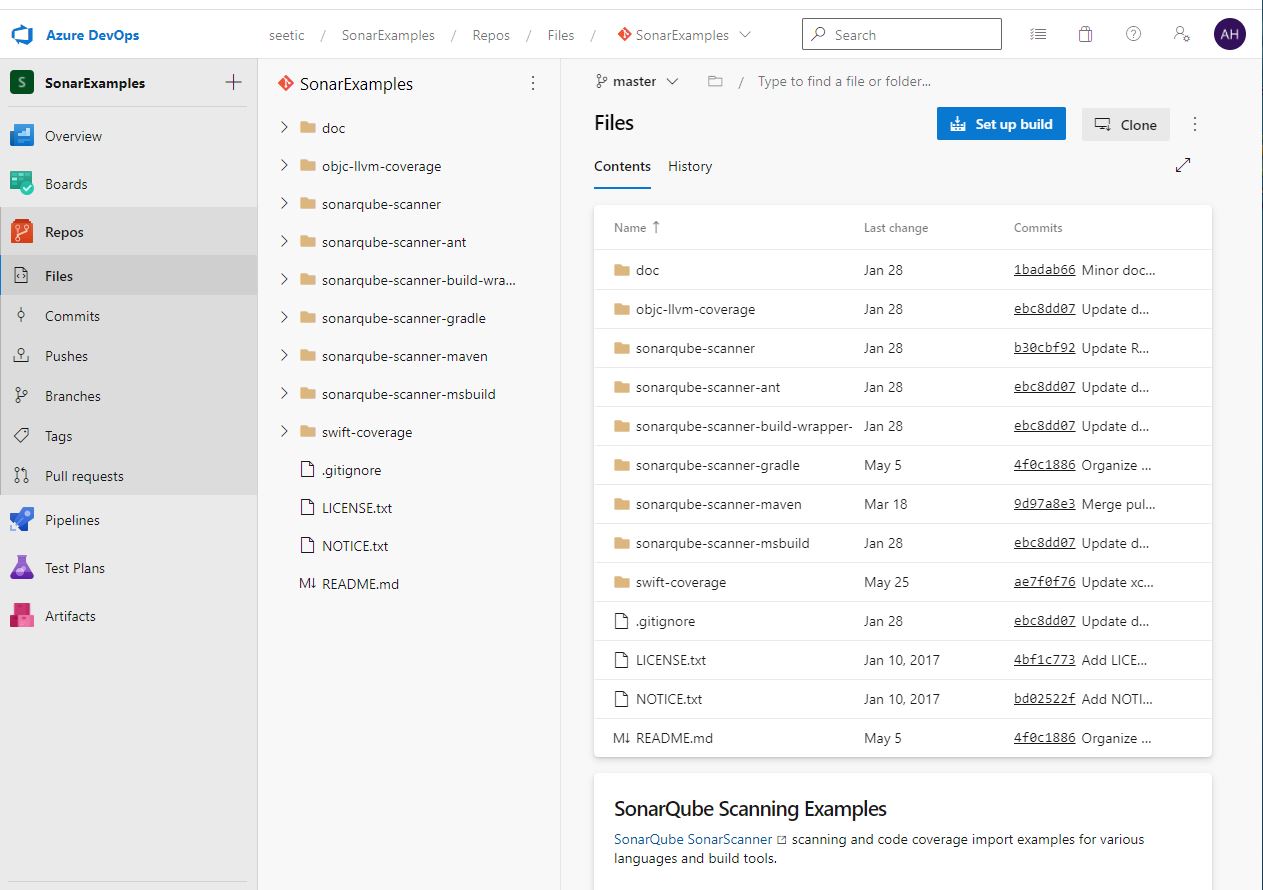 Azure DevOps
seetic / SonarExamples / Repos / Files / SonarExamples
Search
AH
S
SonarExamples
Overview
Boards
Repos
Files
Commits
Pushes
Branches
Tags
Pull requests
Pipelines
Test Plans
Artifacts
SonarExamples
doc
objc-llvm-coverage
sonarqube-scanner
sonarqube-scanner-ant
sonarqube-scanner-build-wra...
sonarqube-scanner-gradle
sonarqube-scanner-maven
sonarqube-scanner-msbuild
swift-coverage
.gitignore
LICENSE.txt
NOTICE.txt
M↓ README.md
master / Type to find a file or folder...
Files
Set up build
Clone
Contents History
Name ↑ Last change Commits
doc Jan 28 1badab66 Minor doc...
objc-llvm-coverage Jan 28 ebc8dd07 Update d...
sonarqube-scanner Jan 28 b30cbf92 Update R...
sonarqube-scanner-ant Jan 28 ebc8dd07 Update d...
sonarqube-scanner-build-wrapper- Jan 28 ebc8dd07 Update d...
sonarqube-scanner-gradle May 5 4f0c1886 Organize ...
sonarqube-scanner-maven Mar 18 9d97a8e3 Merge pul...
sonarqube-scanner-msbuild Jan 28 ebc8dd07 Update d...
swift-coverage May 25 ae7f0f76 Update xc...
.gitignore Jan 28 ebc8dd07 Update d...
LICENSE.txt Jan 10, 2017 4bf1c773 Add LICE...
NOTICE.txt Jan 10, 2017 bd02522f Add NOTI...
M↓ README.md May 5 4f0c1886 Organize ...
SonarQube Scanning Examples
SonarQube SonarScanner scanning and code coverage import examples for various
languages and build tools.